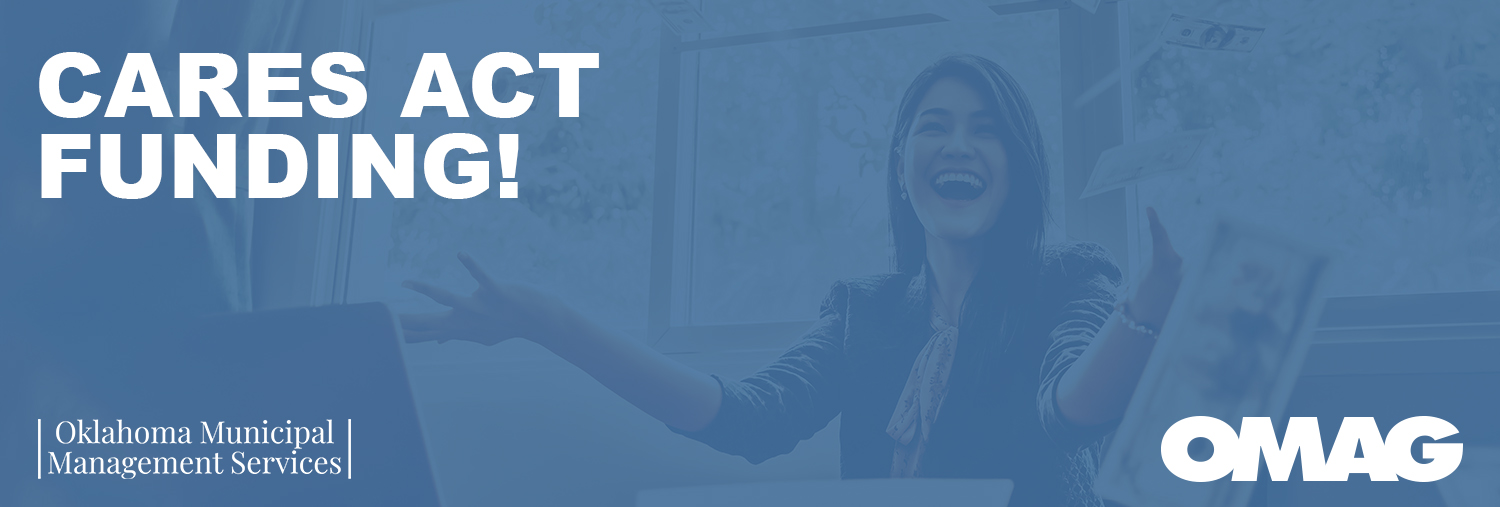 CARES ACT
FUNDING!
Oklahoma Municipal
Management Services
OMAG